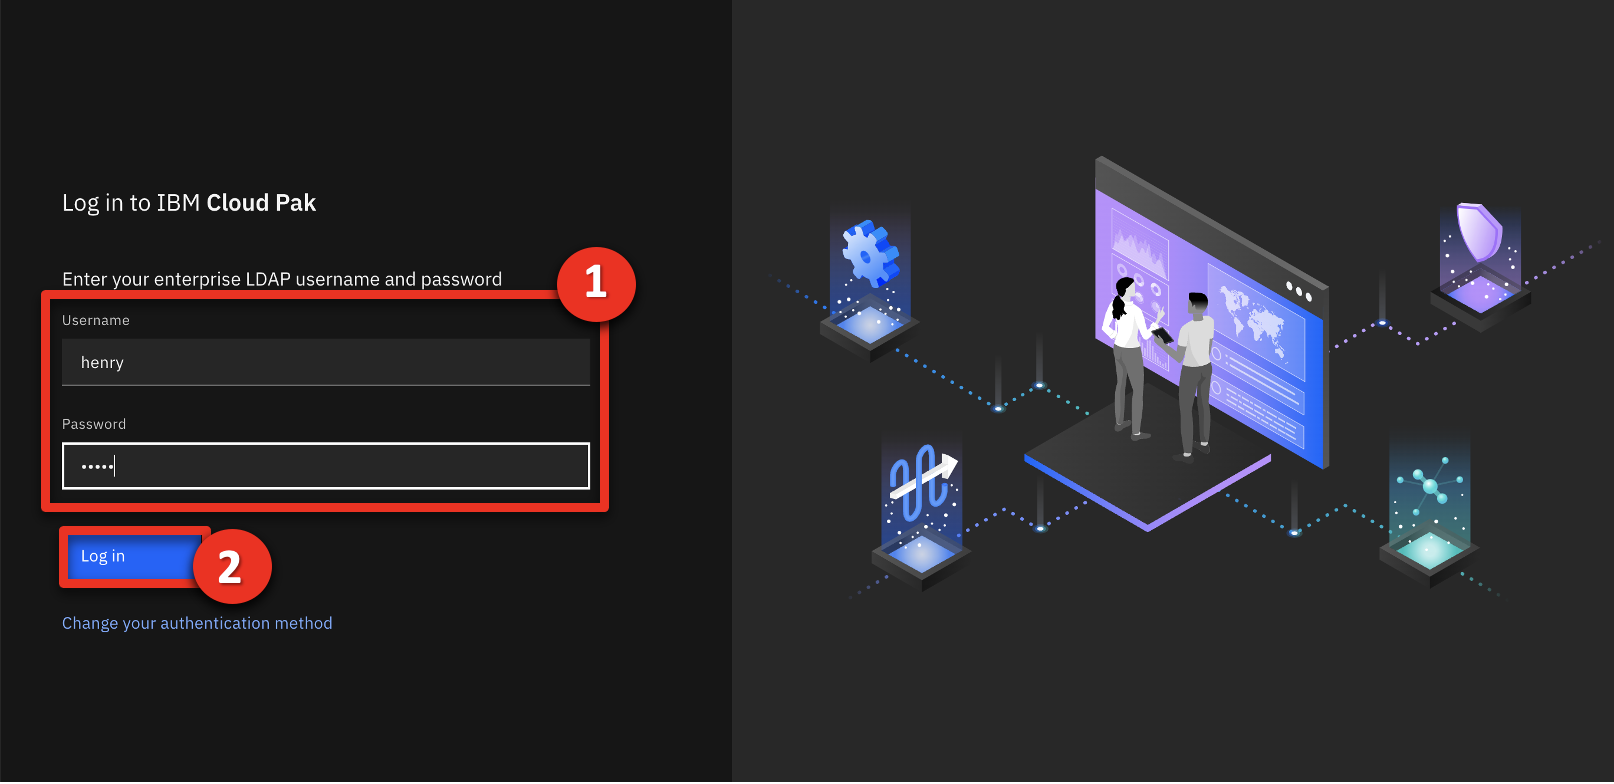 Log in to IBM Cloud Pak
Enter your enterprise LDAP username and password
1
Username
henry
Password
•••••
Log in
2
Change your authentication method